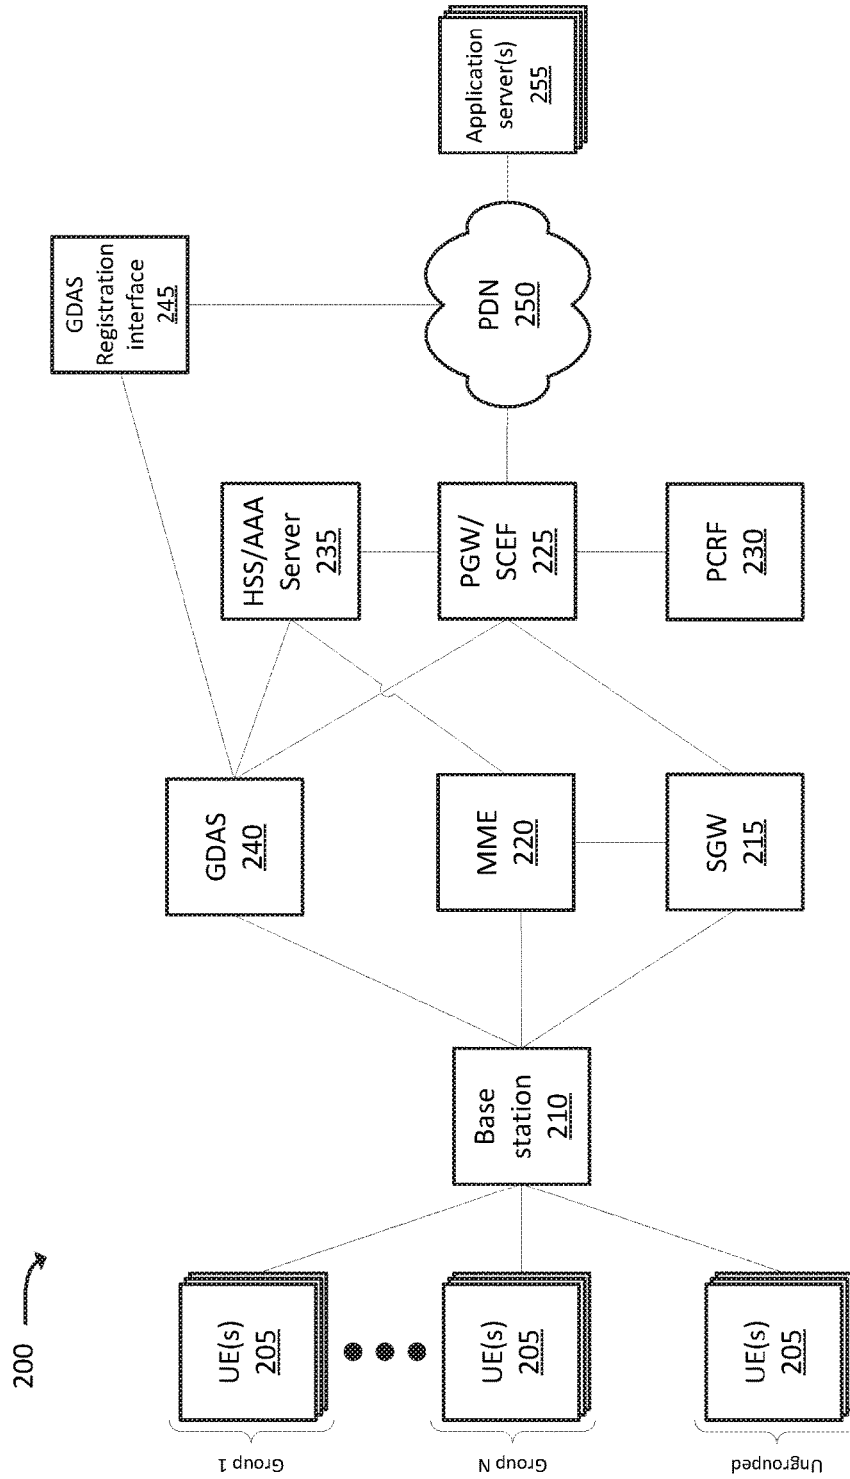 200
Group 1
UE(s)
205
Group N
UE(s)
205
Ungrouped
UE(s)
205
Base
station
210
GDAS
240
MME
220
SGW
215
HSS/AAA
Server
235
PGW/
SCEF
225
PCRF
230
GDAS
Registration
interface
245
PDN
250
Application
server(s)
255